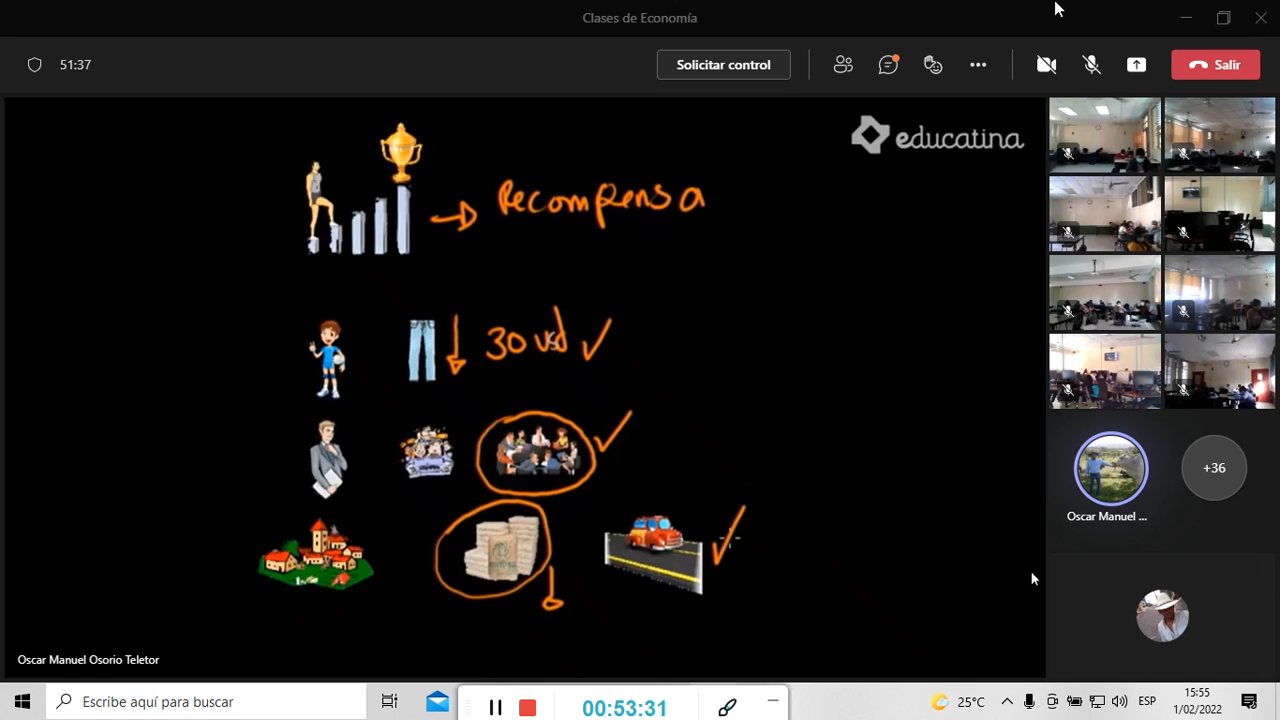 Clases de Economía
51:37
Solicitar control
Salir
educatina
Recompensa
30 usd
Oscar Manuel ...
+36
Oscar Manuel Osorio Teletor
Escribe aquí para buscar
00:53:31
25°C
ESP
15:55
1/02/2022